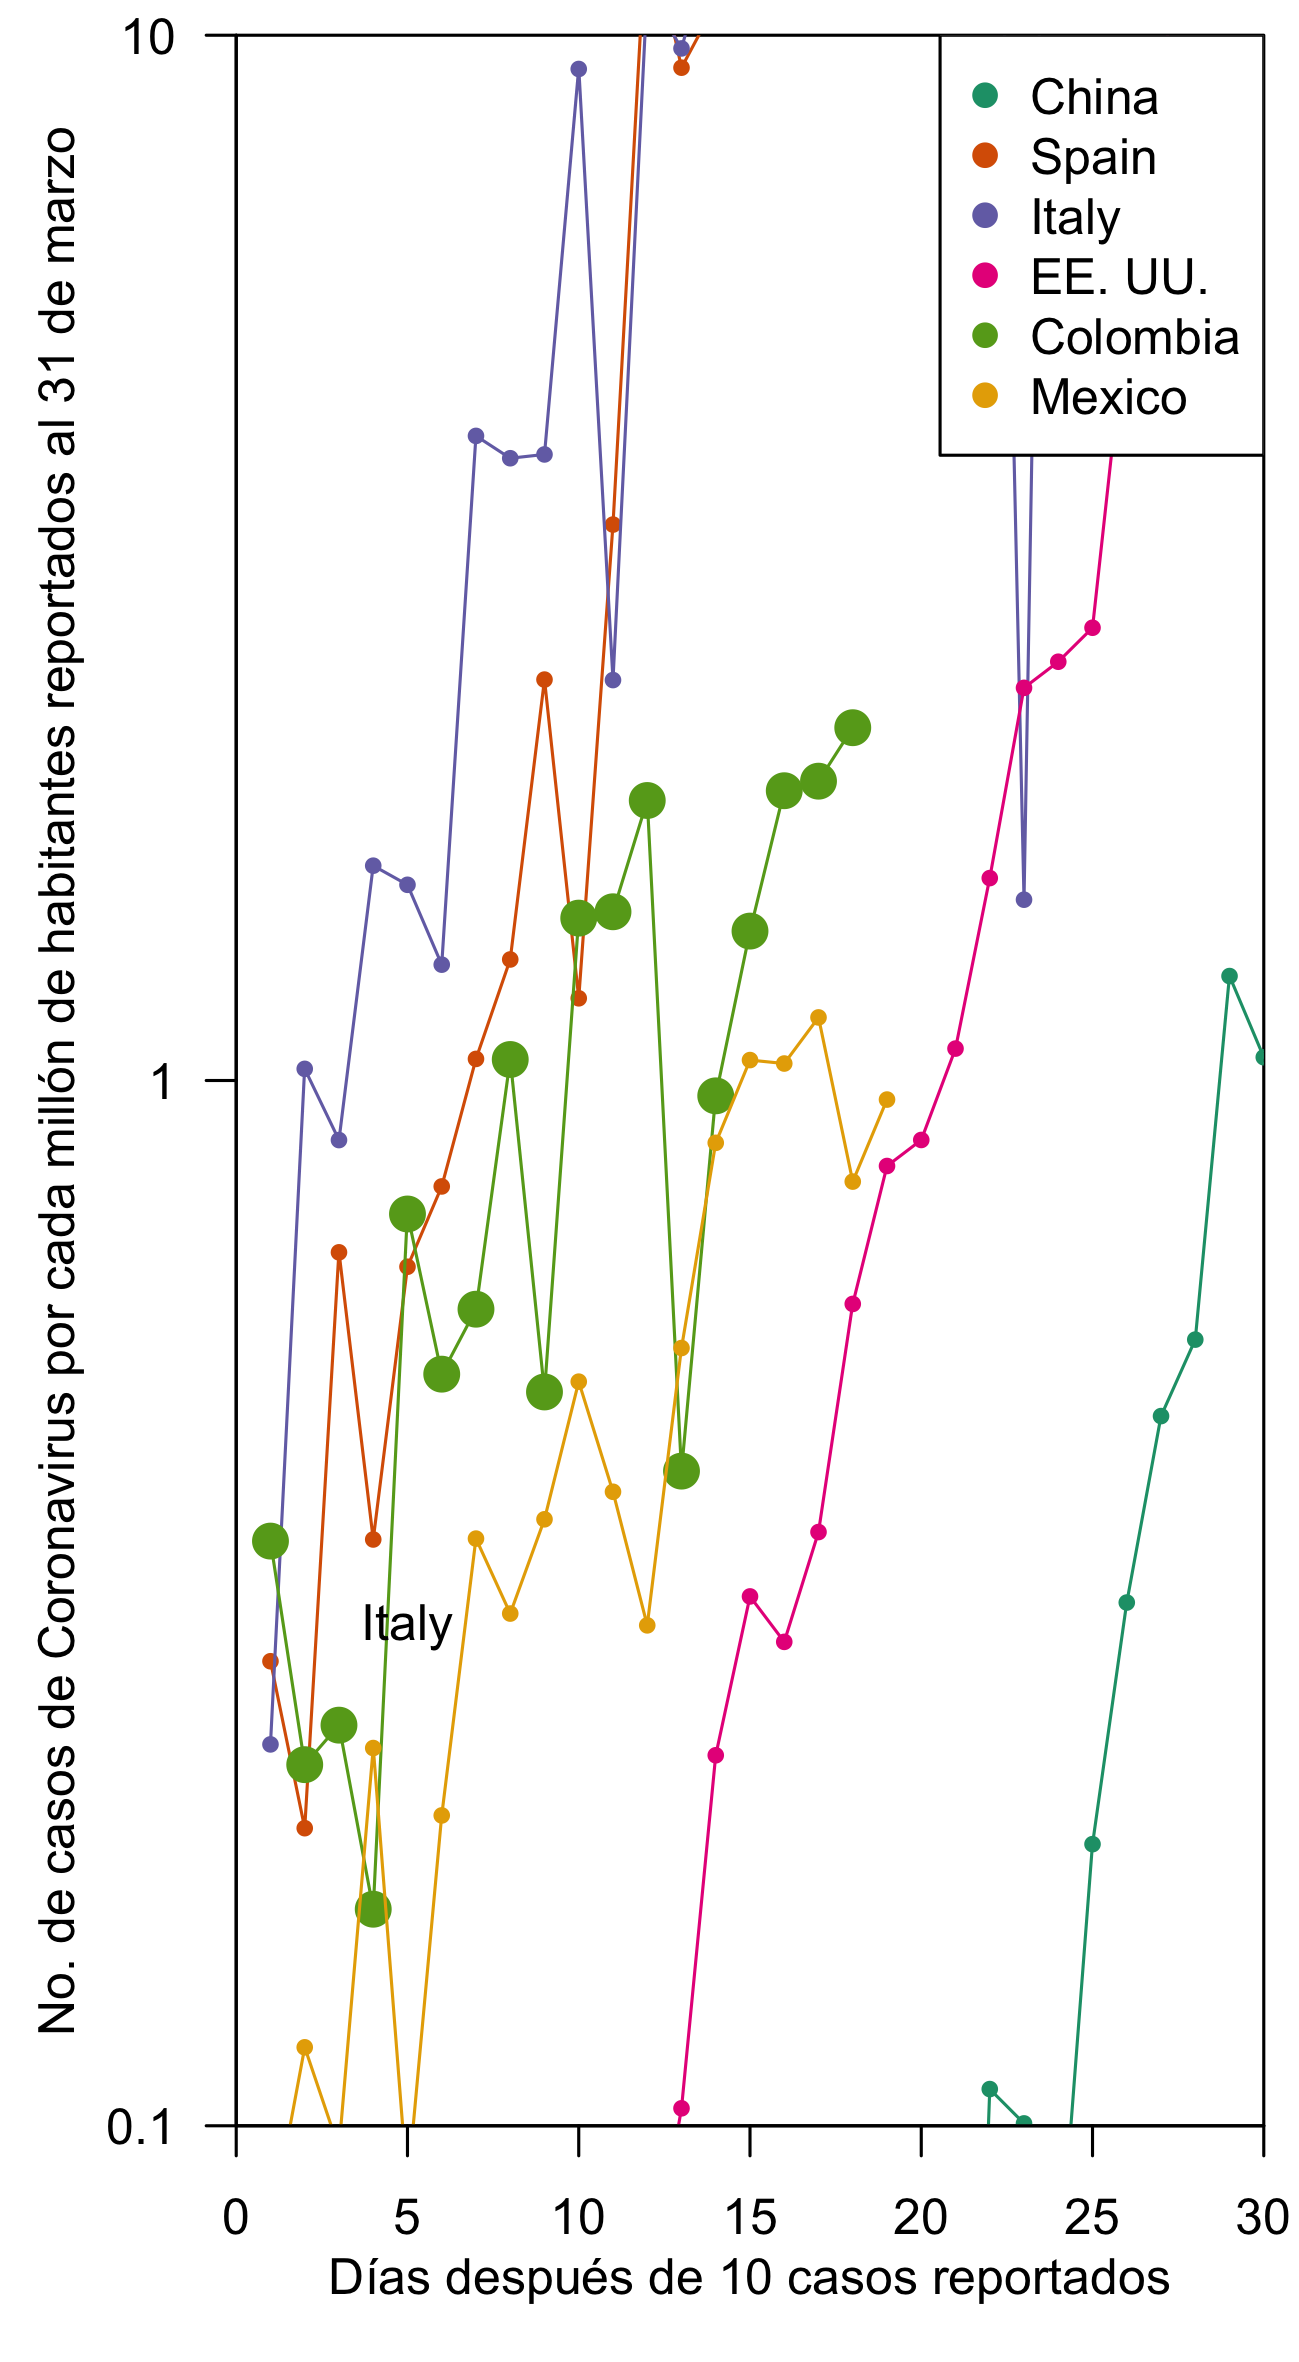 No. de casos de Coronavirus por cada millón de habitantes reportados al 31 de marzo
10
1
0.1
China
Spain
Italy
EE. UU.
Colombia
Mexico
Italy
0 5 10 15 20 25 30
Días después de 10 casos reportados